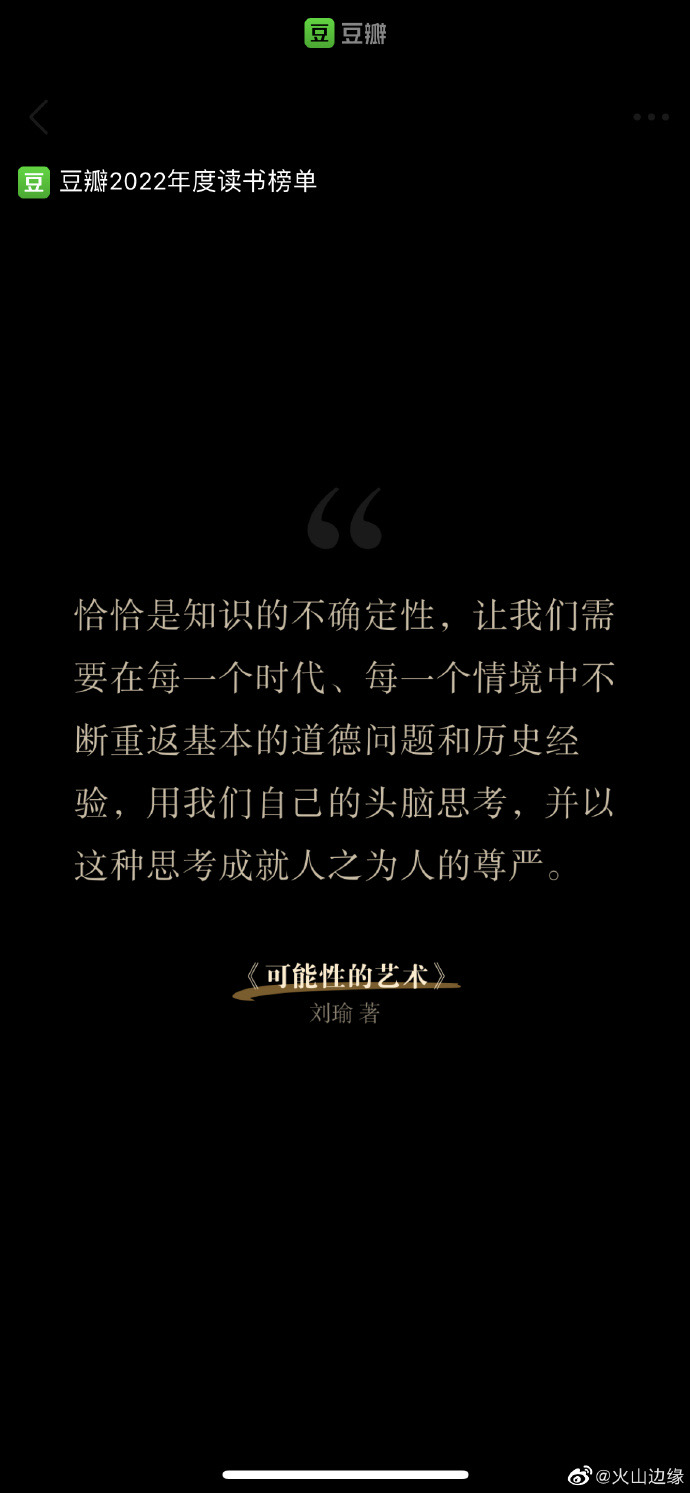 豆 豆瓣
豆 豆瓣2022年度读书榜单
恰恰是知识的不确定性，让我们需
要在每一个时代、每一个情境中不
断重返基本的道德问题和历史经
验，用我们自己的头脑思考，并以
这种思考成就人之为人的尊严。
《可能性的艺术》
刘瑜 著
@火山边缘